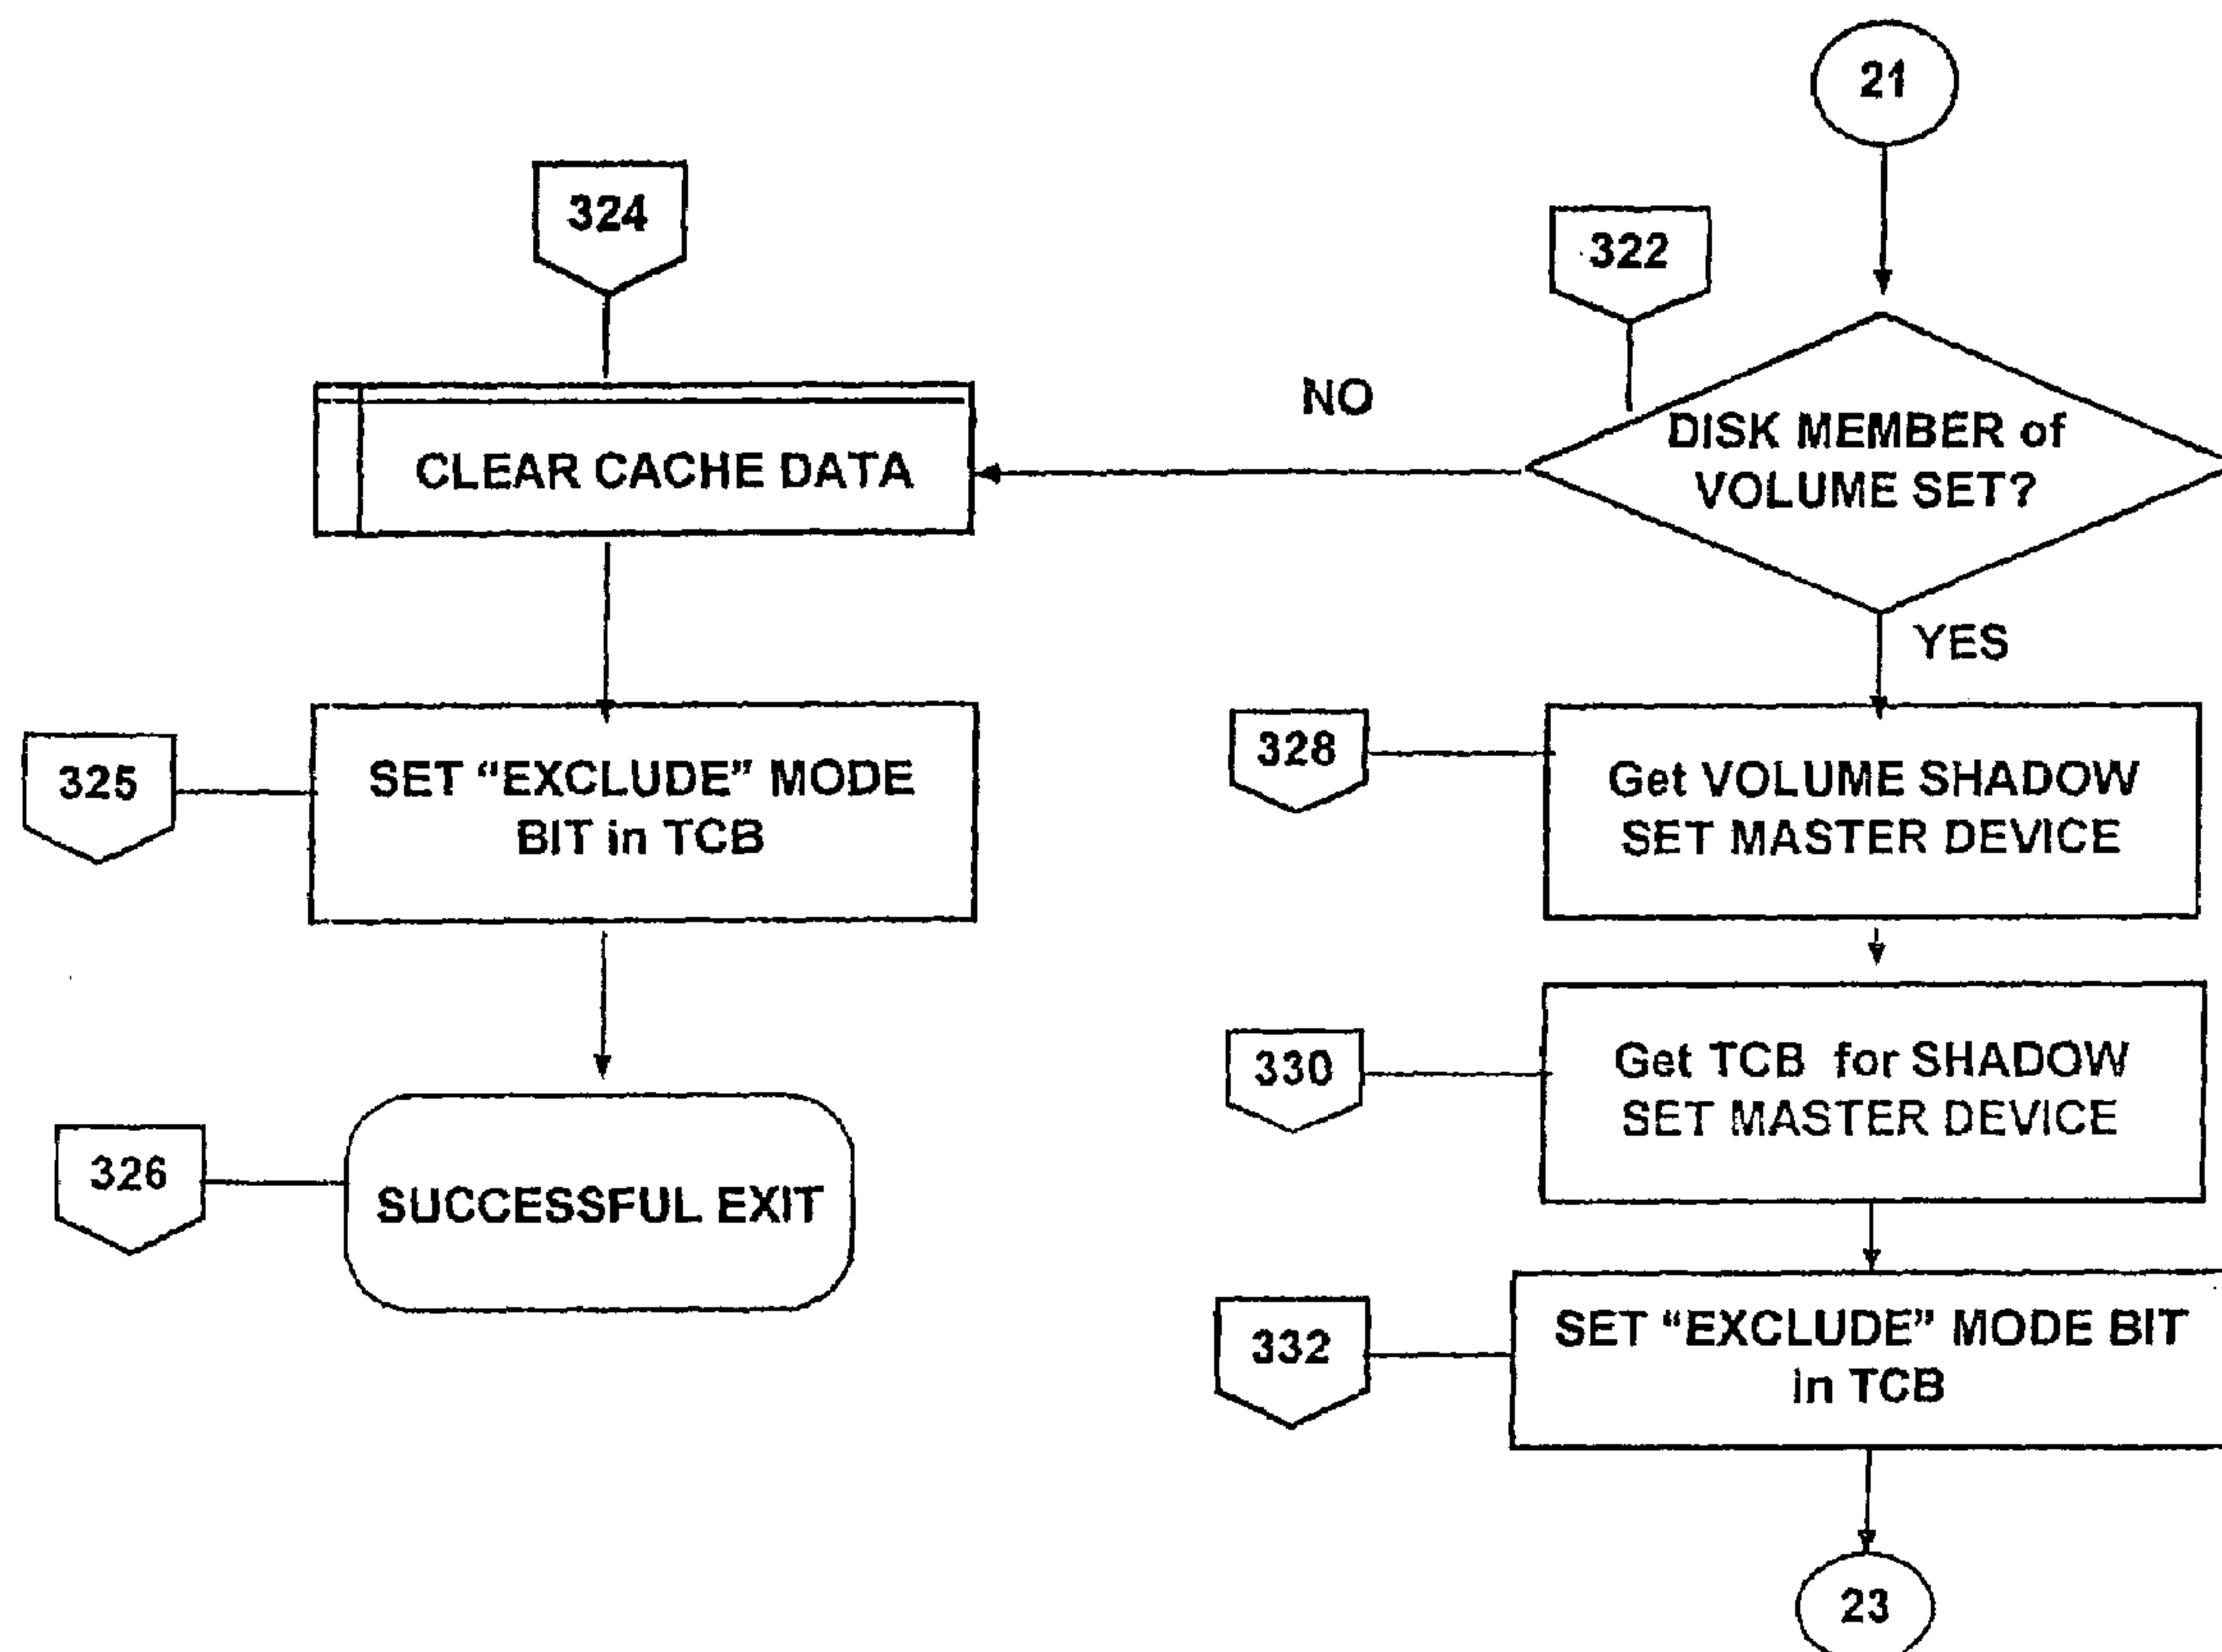 21
324
322
NO
DISK MEMBER of
VOLUME SET?
CLEAR CACHE DATA
YES
325
SET “EXCLUDE” MODE
BIT in TCB
328
Get VOLUME SHADOW
SET MASTER DEVICE
330
Get TCB for SHADOW
SET MASTER DEVICE
326
SUCCESSFUL EXIT
332
SET “EXCLUDE” MODE BIT
in TCB
23